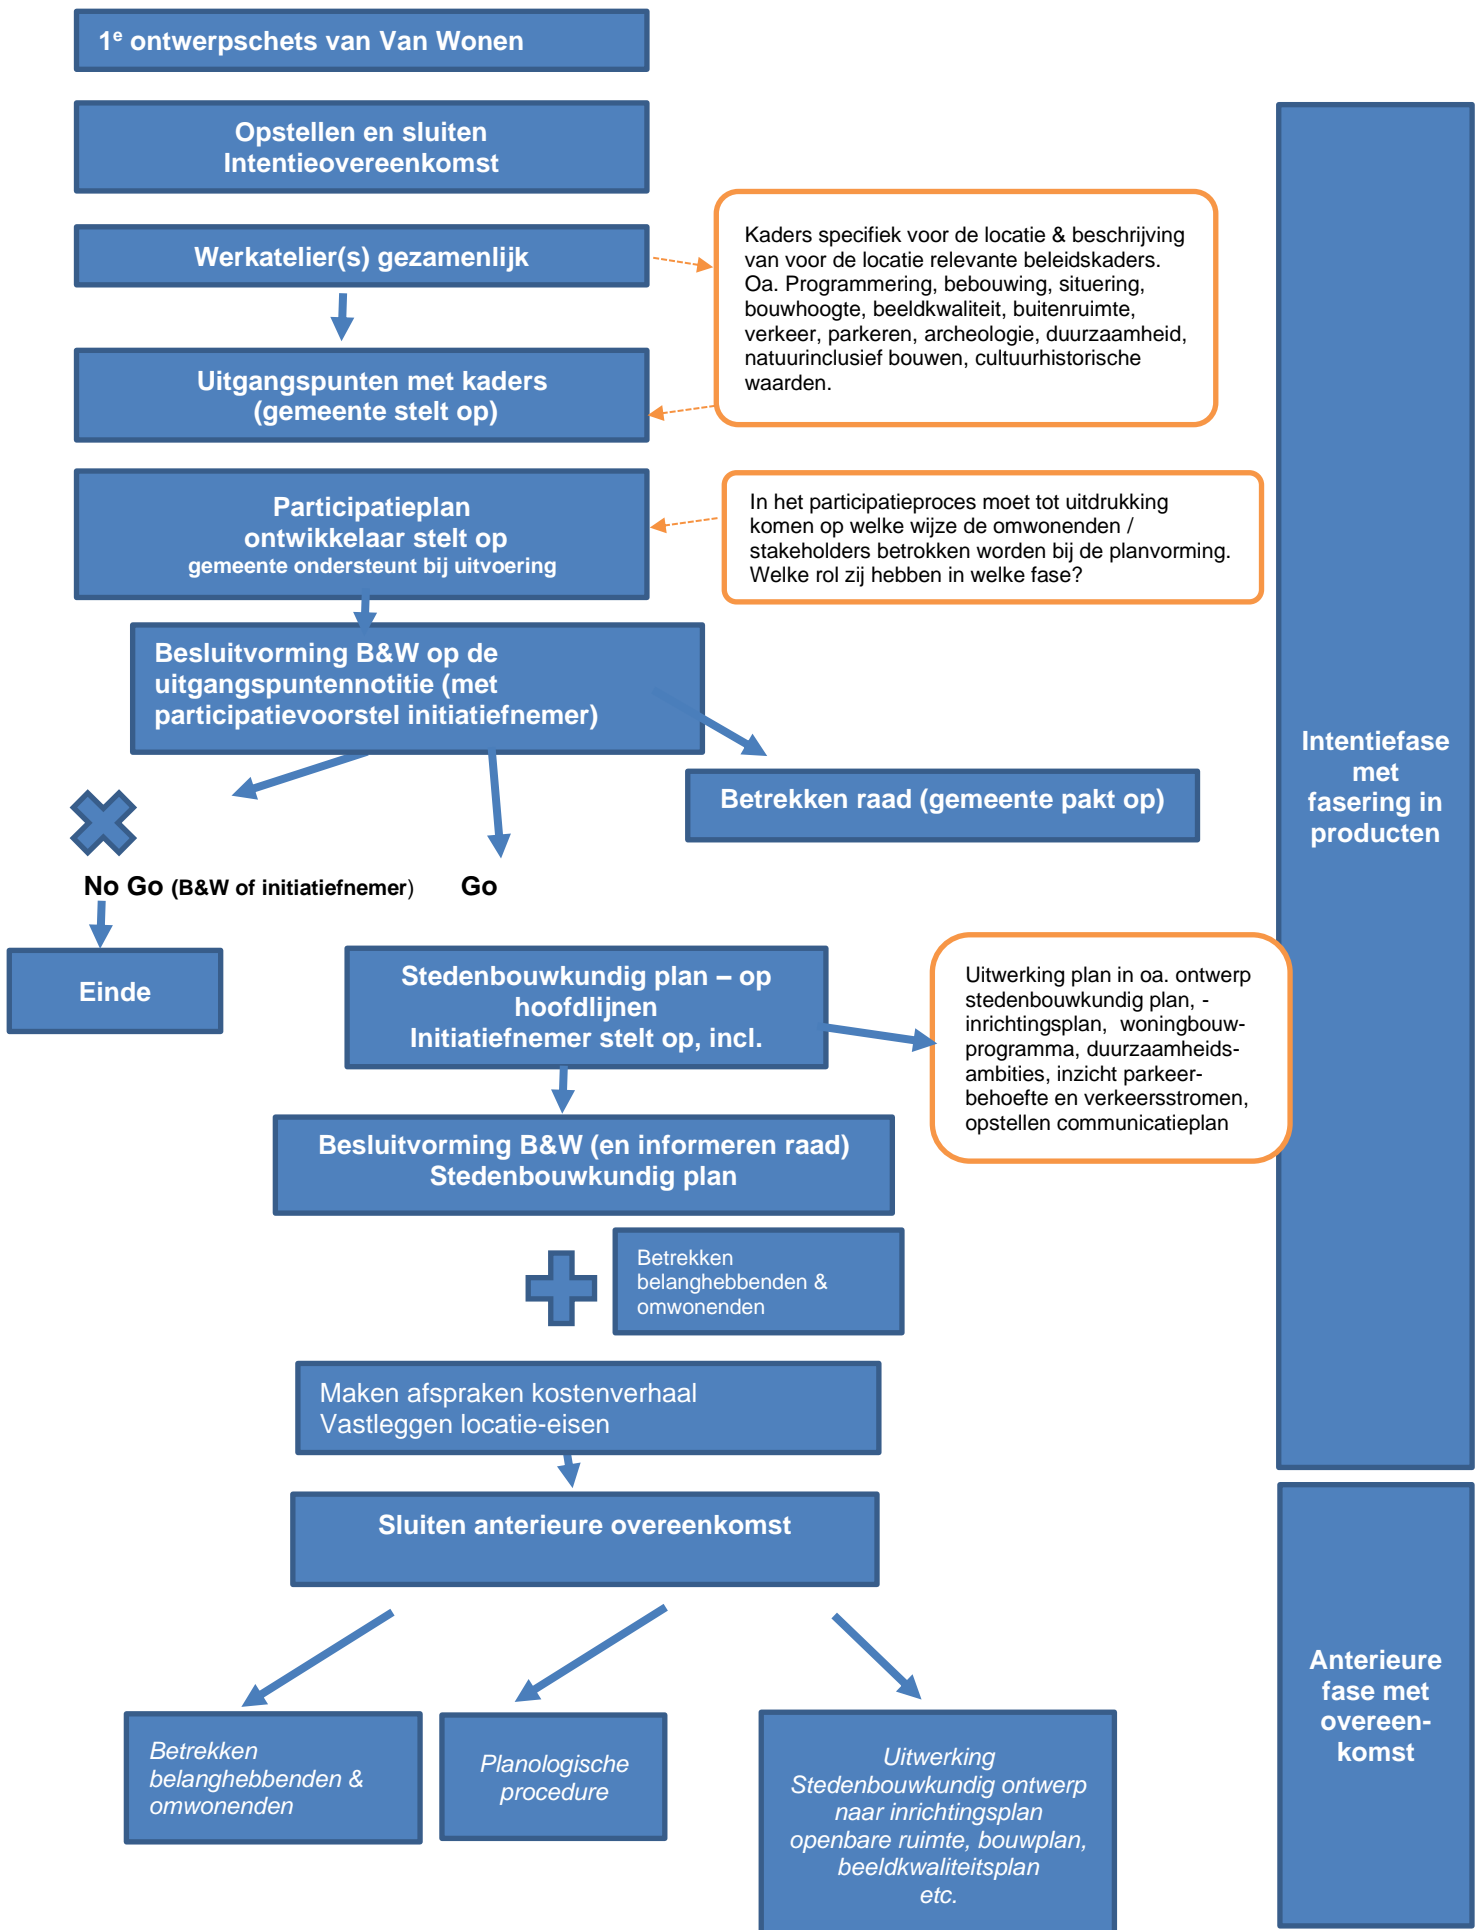 1e ontwerpschets van Van Wonen
Opstellen en sluiten
Intentieovereenkomst
Werkatelier(s) gezamenlijk
Kaders specifiek voor de locatie & beschrijving
van voor de locatie relevante beleidskaders.
Oa. Programmering, bebouwing, situering,
bouwhoogte, beeldkwaliteit, buitenruimte,
verkeer, parkeren, archeologie, duurzaamheid,
natuurinclusief bouwen, cultuurhistorische
waarden.
Uitgangspunten met kaders
(gemeente stelt op)
Participatieplan
ontwikkelaar stelt op
gemeente ondersteunt bij uitvoering
In het participatieproces moet tot uitdrukking
komen op welke wijze de omwonenden /
stakeholders betrokken worden bij de planvorming.
Welke rol zij hebben in welke fase?
Besluitvorming B&W op de
uitgangspuntennotitie (met
participatievoorstel initiatiefnemer)
Betrekken raad (gemeente pakt op)
Intentiefase
met
fasering in
producten
No Go (B&W of initiatiefnemer)
Go
Einde
Stedenbouwkundig plan – op
hoofdlijnen
Initiatiefnemer stelt op, incl.
Uitwerking plan in oa. ontwerp
stedenbouwkundig plan, -
inrichtingsplan, woningbouw-
programma, duurzaamheids-
ambities, inzicht parkeer-
behoefte en verkeersstromen,
opstellen communicatieplan
Besluitvorming B&W (en informeren raad)
Stedenbouwkundig plan
Betrekken
belanghebbenden &
omwonenden
Maken afspraken kostenverhaal
Vastleggen locatie-eisen
Sluiten anterieure overeenkomst
Anterieure
fase met
overeen-
komst
Betrekken
belanghebbenden &
omwonenden
Planologische
procedure
Uitwerking
Stedenbouwkundig ontwerp
naar inrichtingsplan
openbare ruimte, bouwplan,
beeldkwaliteitsplan
etc.